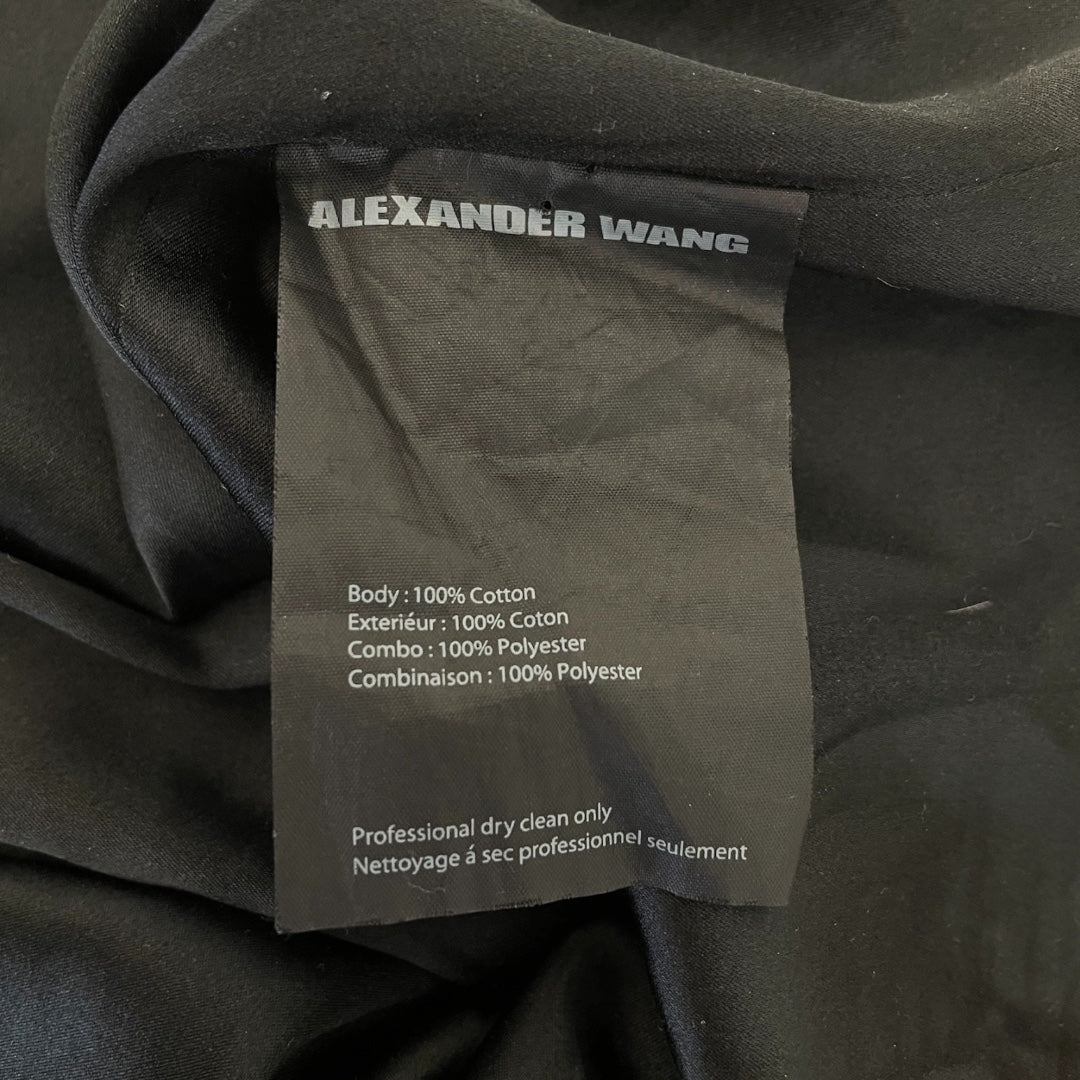 ALEXANDER WANG
Body : 100% Cotton
Exteriéur : 100% Coton
Combo : 100% Polyester
Combinaison : 100% Polyester
Professional dry clean only
Nettoyage á sec professionnel seulement